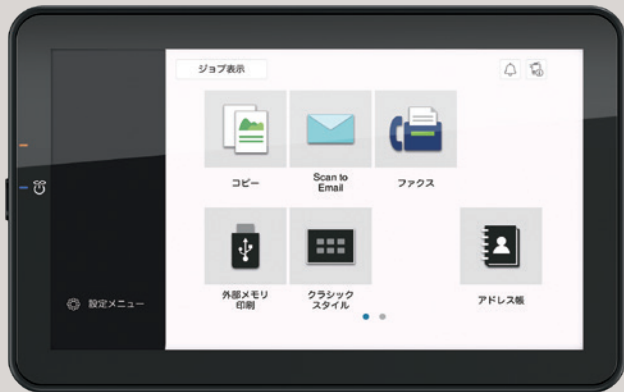 ジョブ表示
コピー
Scan to
Email
ファクス
外部メモリ
印刷
クラシック
スタイル
アドレス帳
設定メニュー